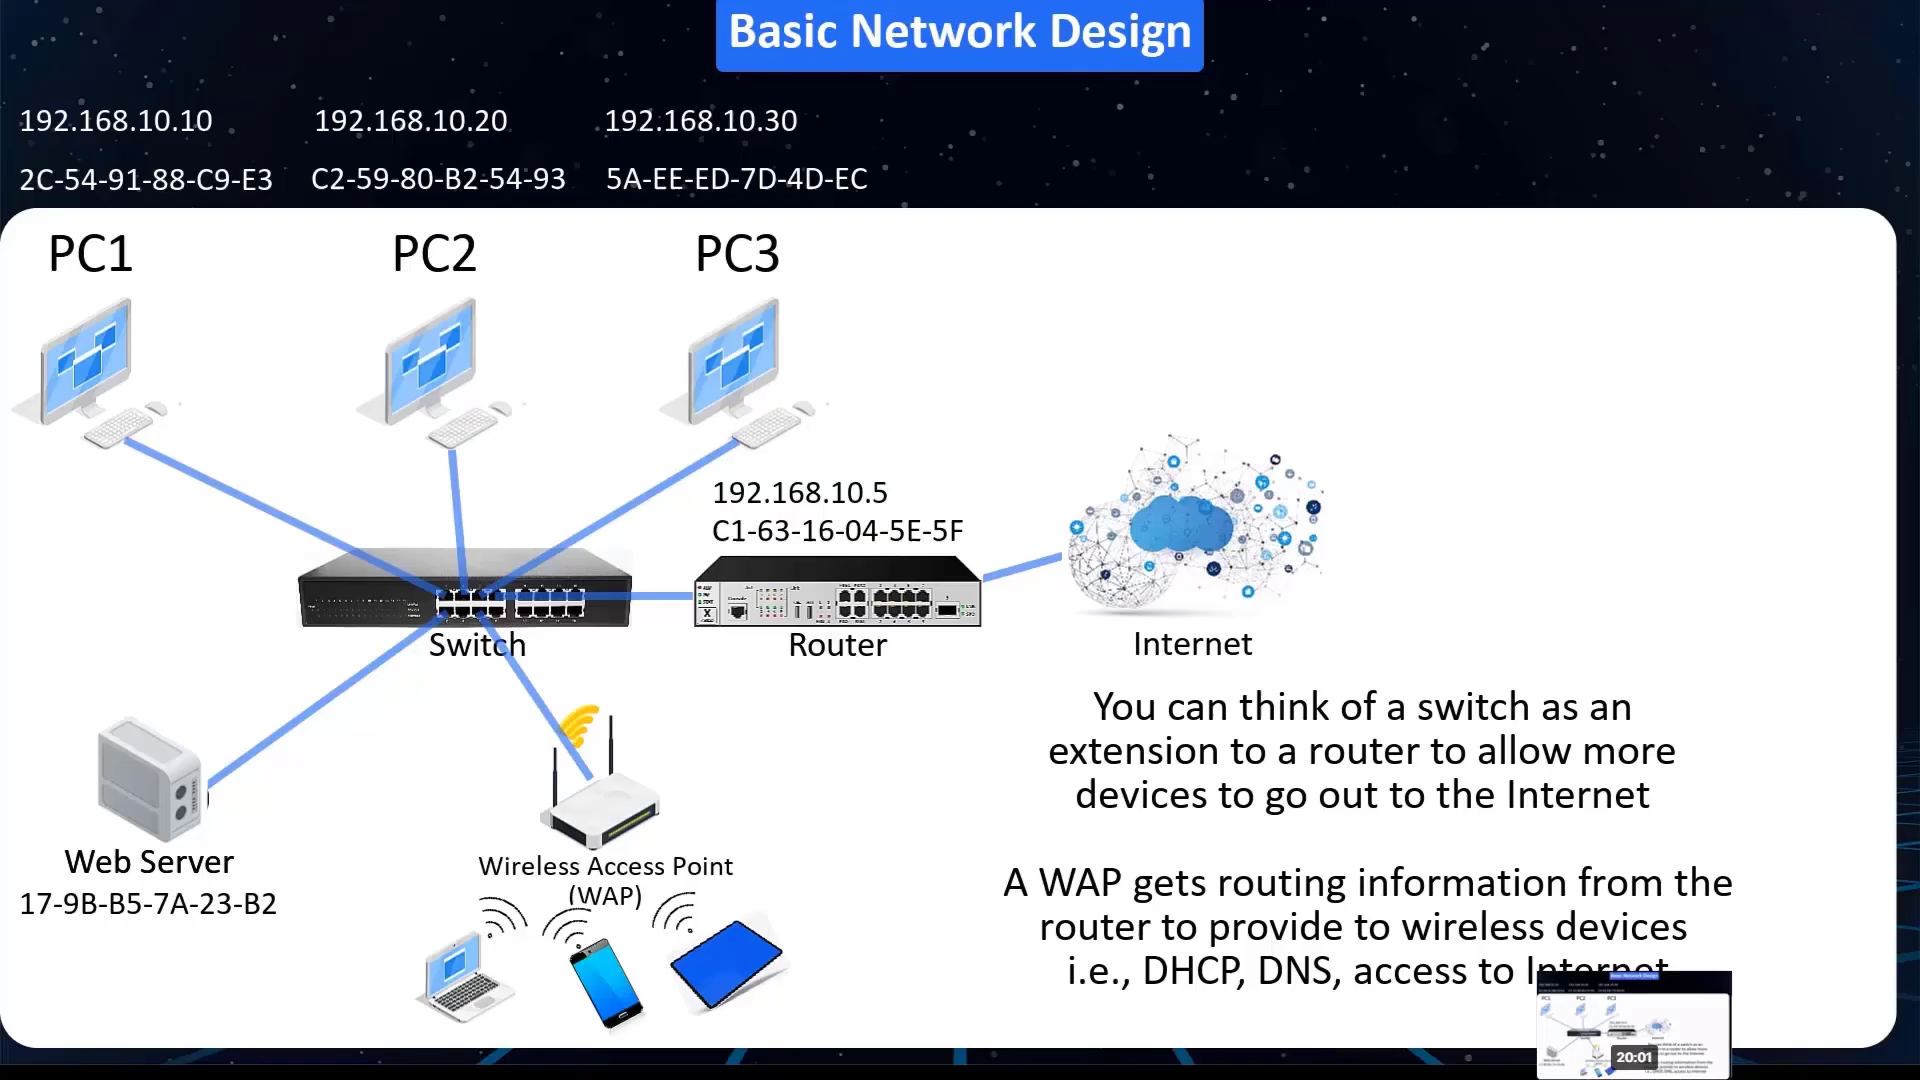 Basic Network Design
192.168.10.10
192.168.10.20
192.168.10.30
2C-54-91-88-C9-E3
C2-59-80-B2-54-93
5A-EE-ED-7D-4D-EC
PC1
PC2
PC3
192.168.10.5
C1-63-16-04-5E-5F
Switch
Router
Internet
You can think of a switch as an
extension to a router to allow more
devices to go out to the Internet
Web Server
17-9B-B5-7A-23-B2
Wireless Access Point
(WAP)
A WAP gets routing information from the
router to provide to wireless devices
i.e., DHCP, DNS, access to Internet
Basic Network Design
20:01